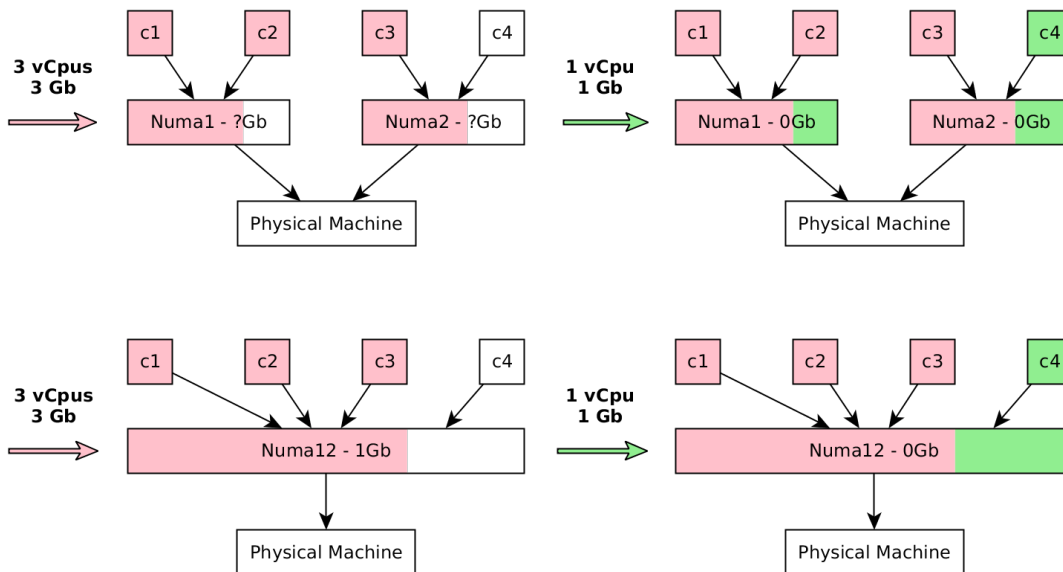 c1
c2
c3
c4
3 vCpus
3 Gb
Numa1 - ?Gb
Numa2 - ?Gb
Physical Machine
c1
c2
c3
c4
1 vCpu
1 Gb
Numa1 - 0Gb
Numa2 - 0Gb
Physical Machine
c1
c2
c3
c4
3 vCpus
3 Gb
Numa12 - 1Gb
Physical Machine
c1
c2
c3
c4
1 vCpu
1 Gb
Numa12 - 0Gb
Physical Machine